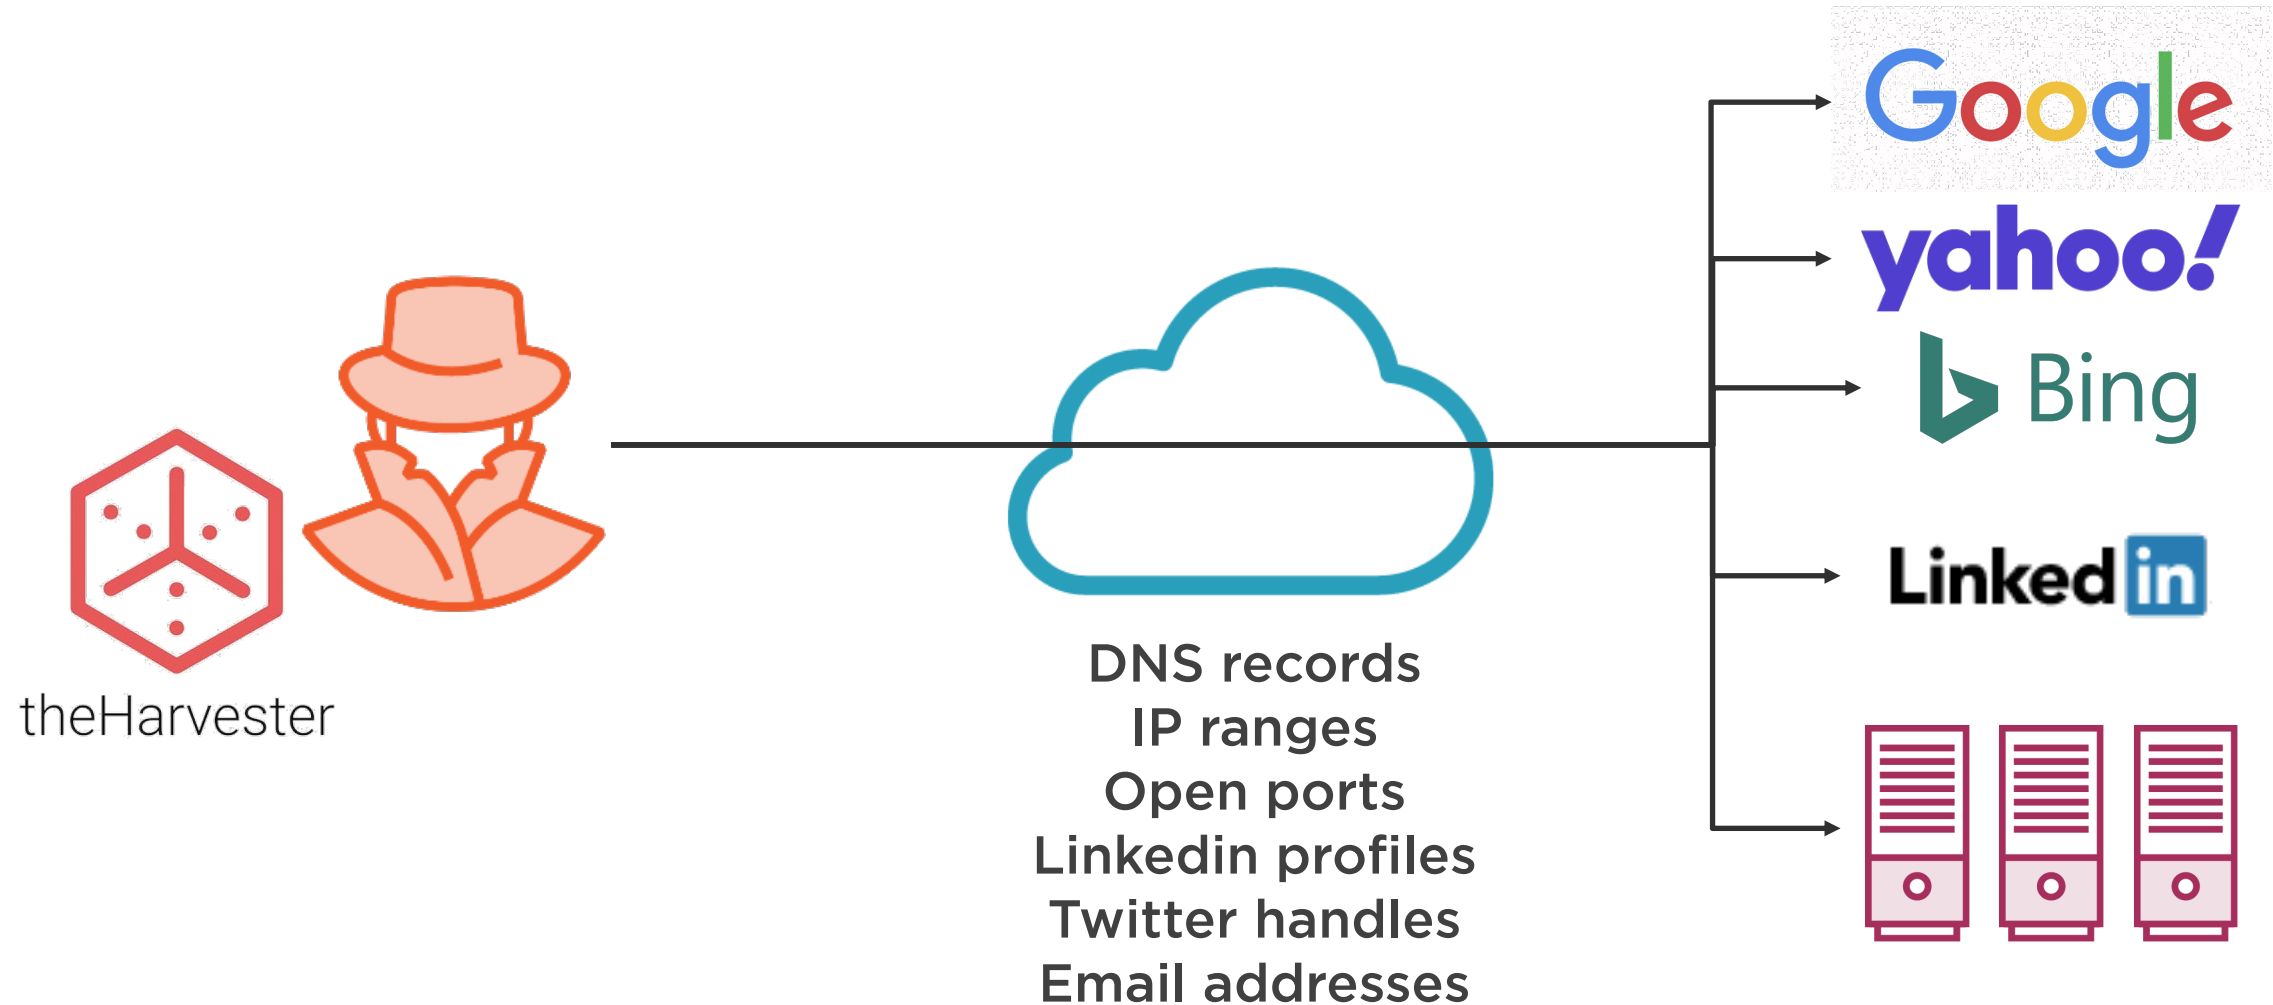 Google
yahoo!
Bing
Linked in
theHarvester
DNS records
IP ranges
Open ports
Linkedin profiles
Twitter handles
Email addresses